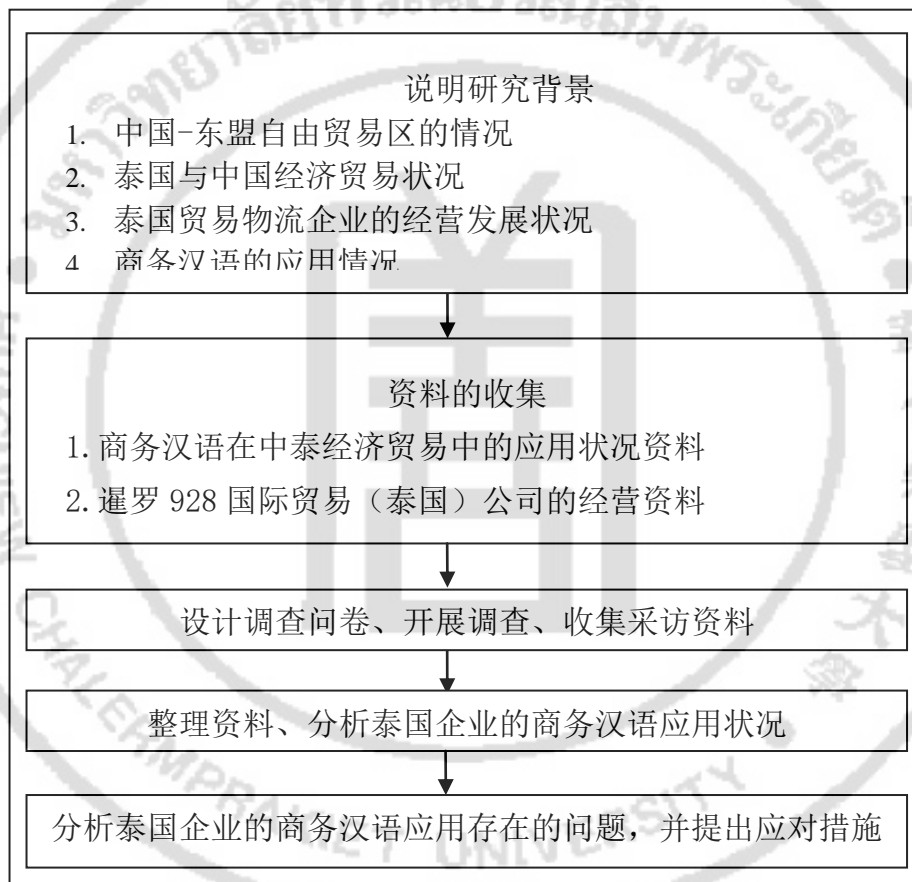 说明研究背景
1. 中国-东盟自由贸易区的情况
2. 泰国与中国经济贸易状况
3. 泰国贸易物流企业的经营发展状况
4 商务汉语的应用情况
资料的收集
1.商务汉语在中泰经济贸易中的应用状况资料
2.暹罗 928 国际贸易（泰国）公司的经营资料
设计调查问卷、开展调查、收集采访资料
整理资料、分析泰国企业的商务汉语应用状况
分析泰国企业的商务汉语应用存在的问题，并提出应对措施